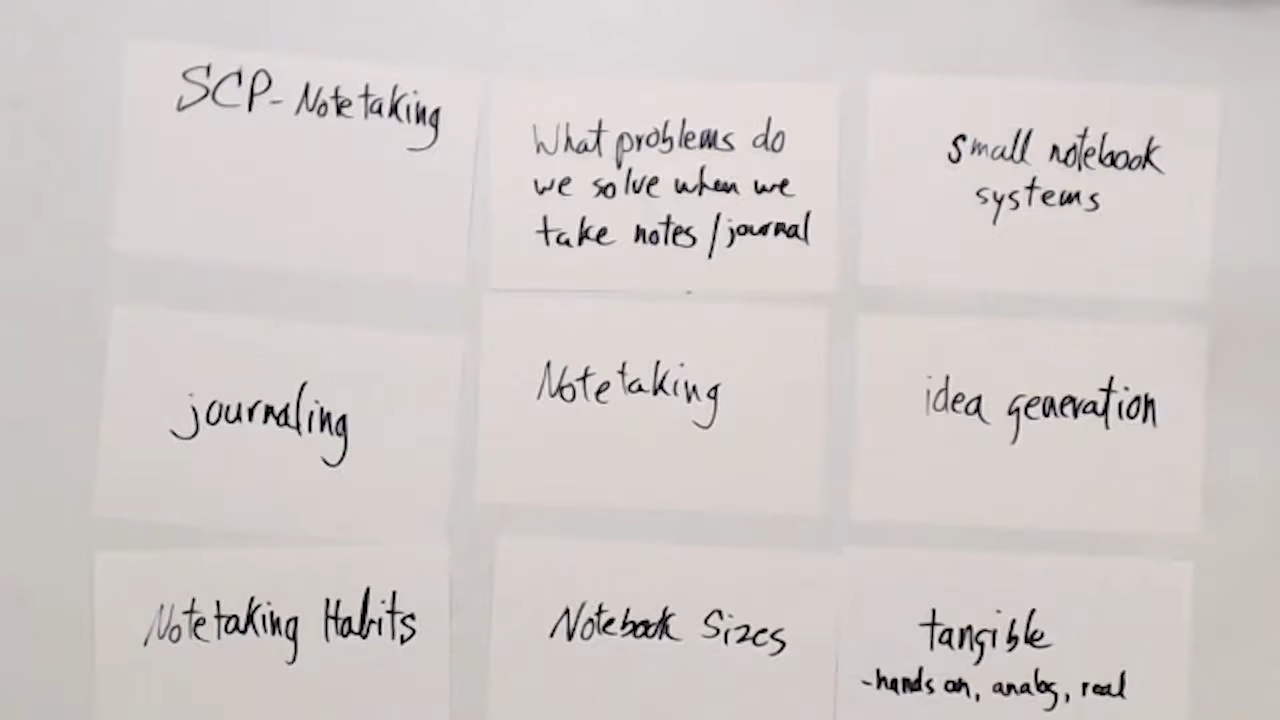 SCP- Notetaking
What problems do
we solve when we
take notes / journal
small notebook
systems
journaling
Notetaking
idea generation
Notetaking Habits
Notebook Sizes
tangible
-hands on, analog, real